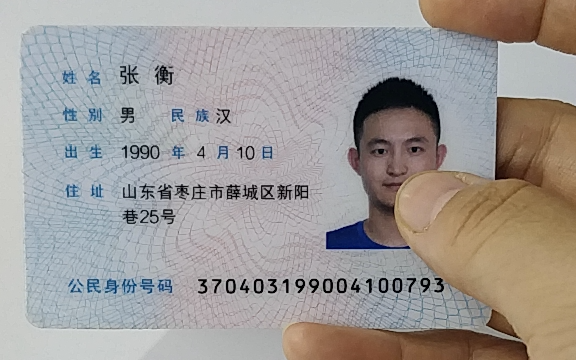 姓名 张衡
性别 男 民族 汉
出生 1990 年 4 月 10 日
住址 山东省枣庄市薛城区新阳
巷25号
公民身份号码 370403199004100793